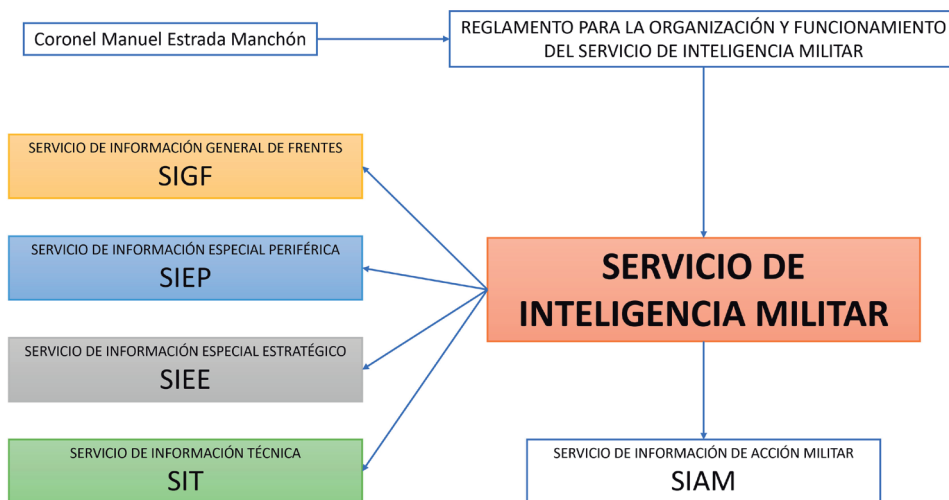 Coronel Manuel Estrada Manchón
REGLAMENTO PARA LA ORGANIZACIÓN Y FUNCIONAMIENTO
DEL SERVICIO DE INTELIGENCIA MILITAR
SERVICIO DE INFORMACIÓN GENERAL DE FRENTES
SIGF
SERVICIO DE INFORMACIÓN ESPECIAL PERIFÉRICA
SIEP
SERVICIO DE INFORMACIÓN ESPECIAL ESTRATÉGICO
SIEE
SERVICIO DE INFORMACIÓN TÉCNICA
SIT
SERVICIO DE
INTELIGENCIA MILITAR
SERVICIO DE INFORMACIÓN DE ACCIÓN MILITAR
SIAM